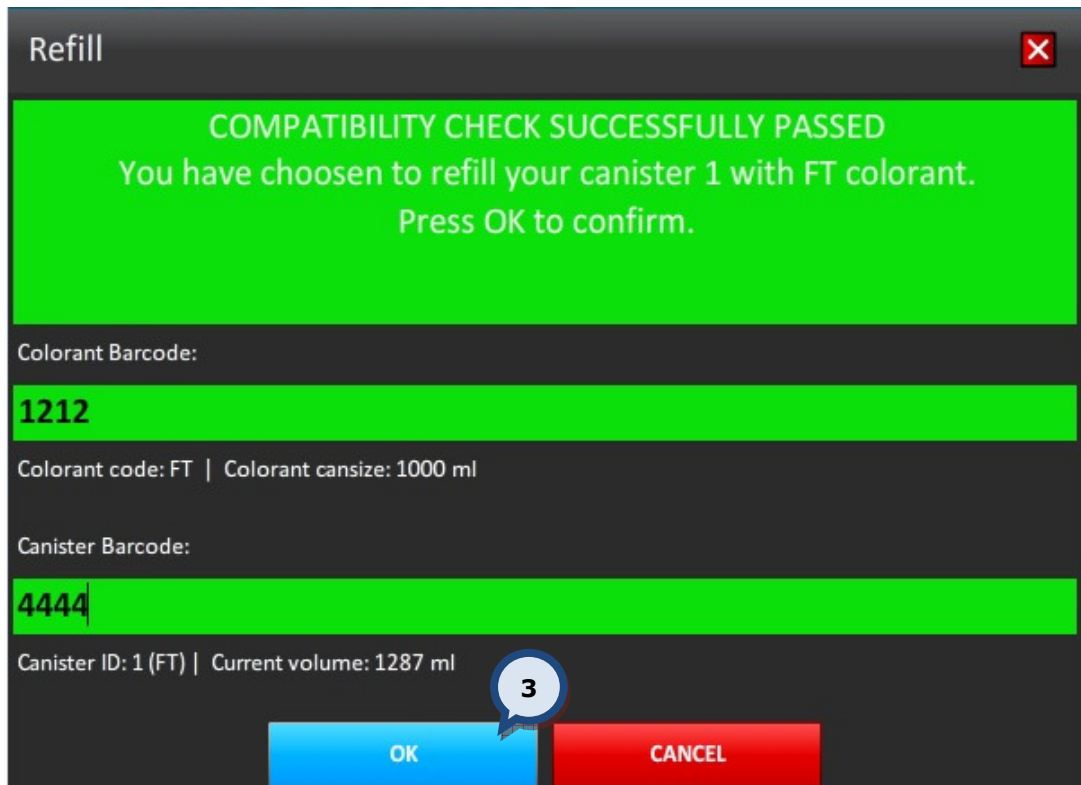 Refill
COMPATIBILITY CHECK SUCCESSFULLY PASSED
You have choosen to refill your canister 1 with FT colorant.
Press OK to confirm.
Colorant Barcode:
1212
Colorant code: FT | Colorant cansize: 1000 ml
Canister Barcode:
4444
Canister ID: 1 (FT) | Current volume: 1287 ml
3
OK CANCEL